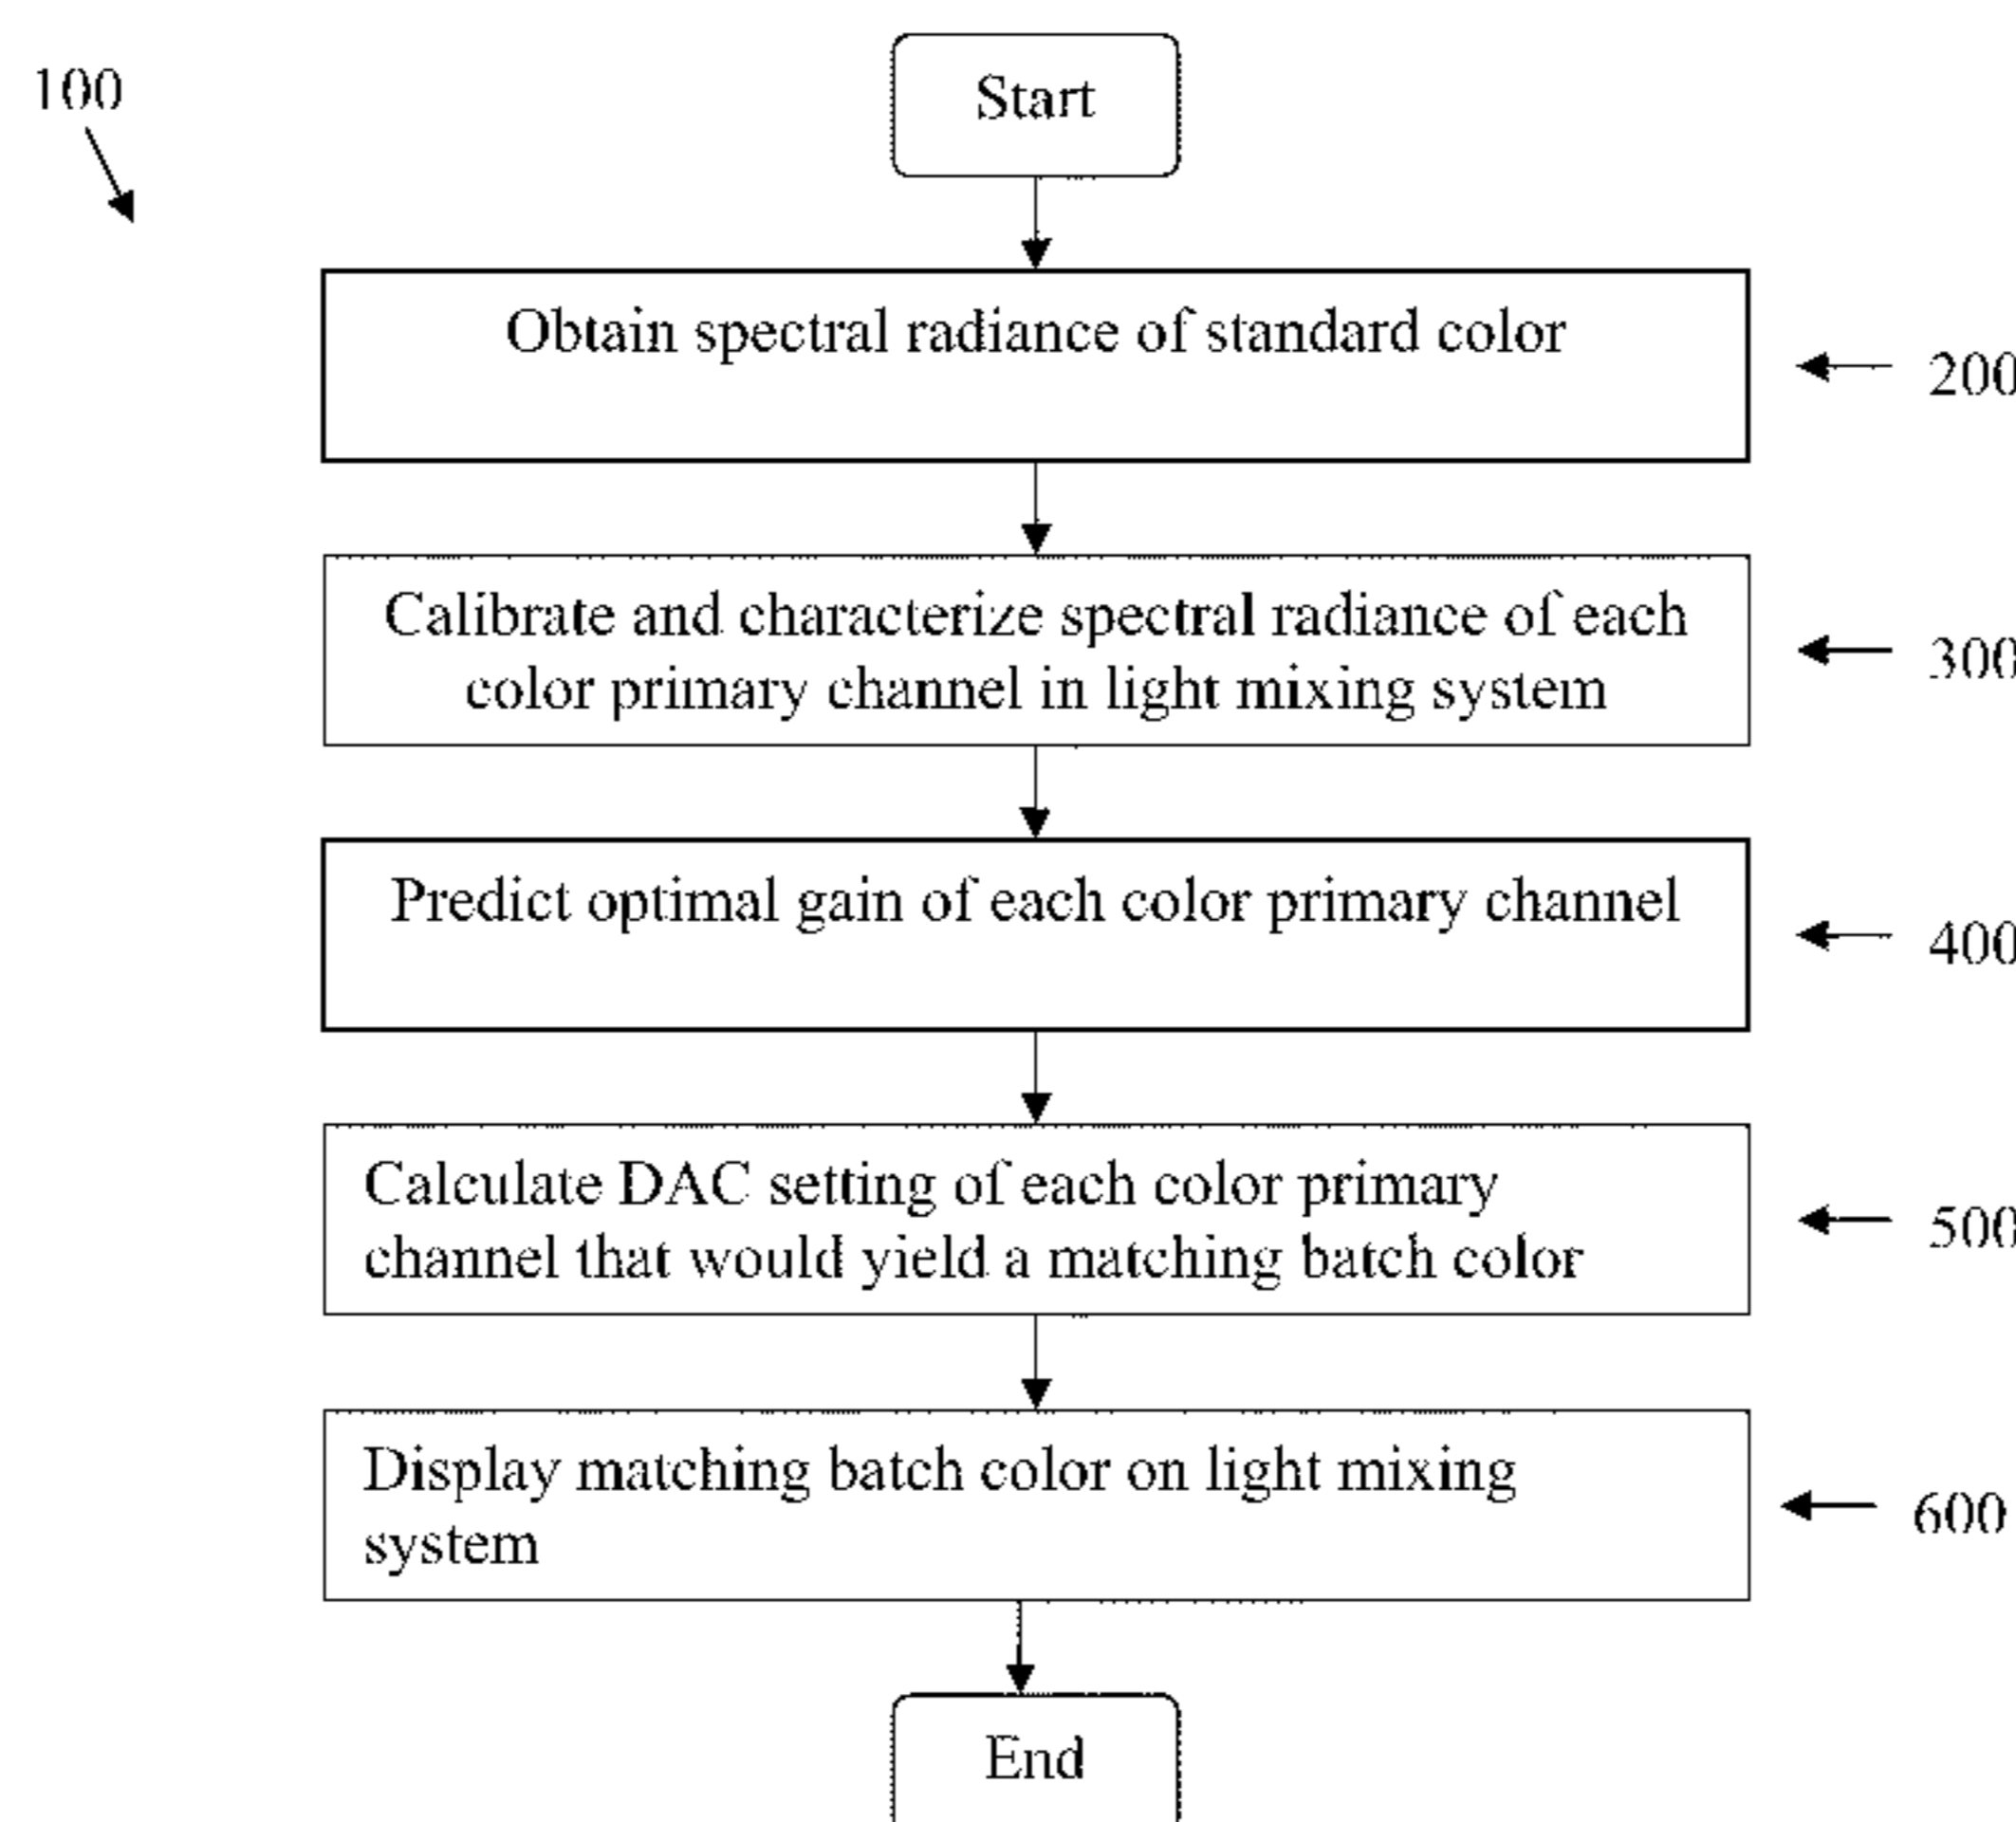 100
Start
Obtain spectral radiance of standard color
200
Calibrate and characterize spectral radiance of each
color primary channel in light mixing system
300
Predict optimal gain of each color primary channel
400
Calculate DAC setting of each color primary
channel that would yield a matching batch color
500
Display matching batch color on light mixing
system
600
End